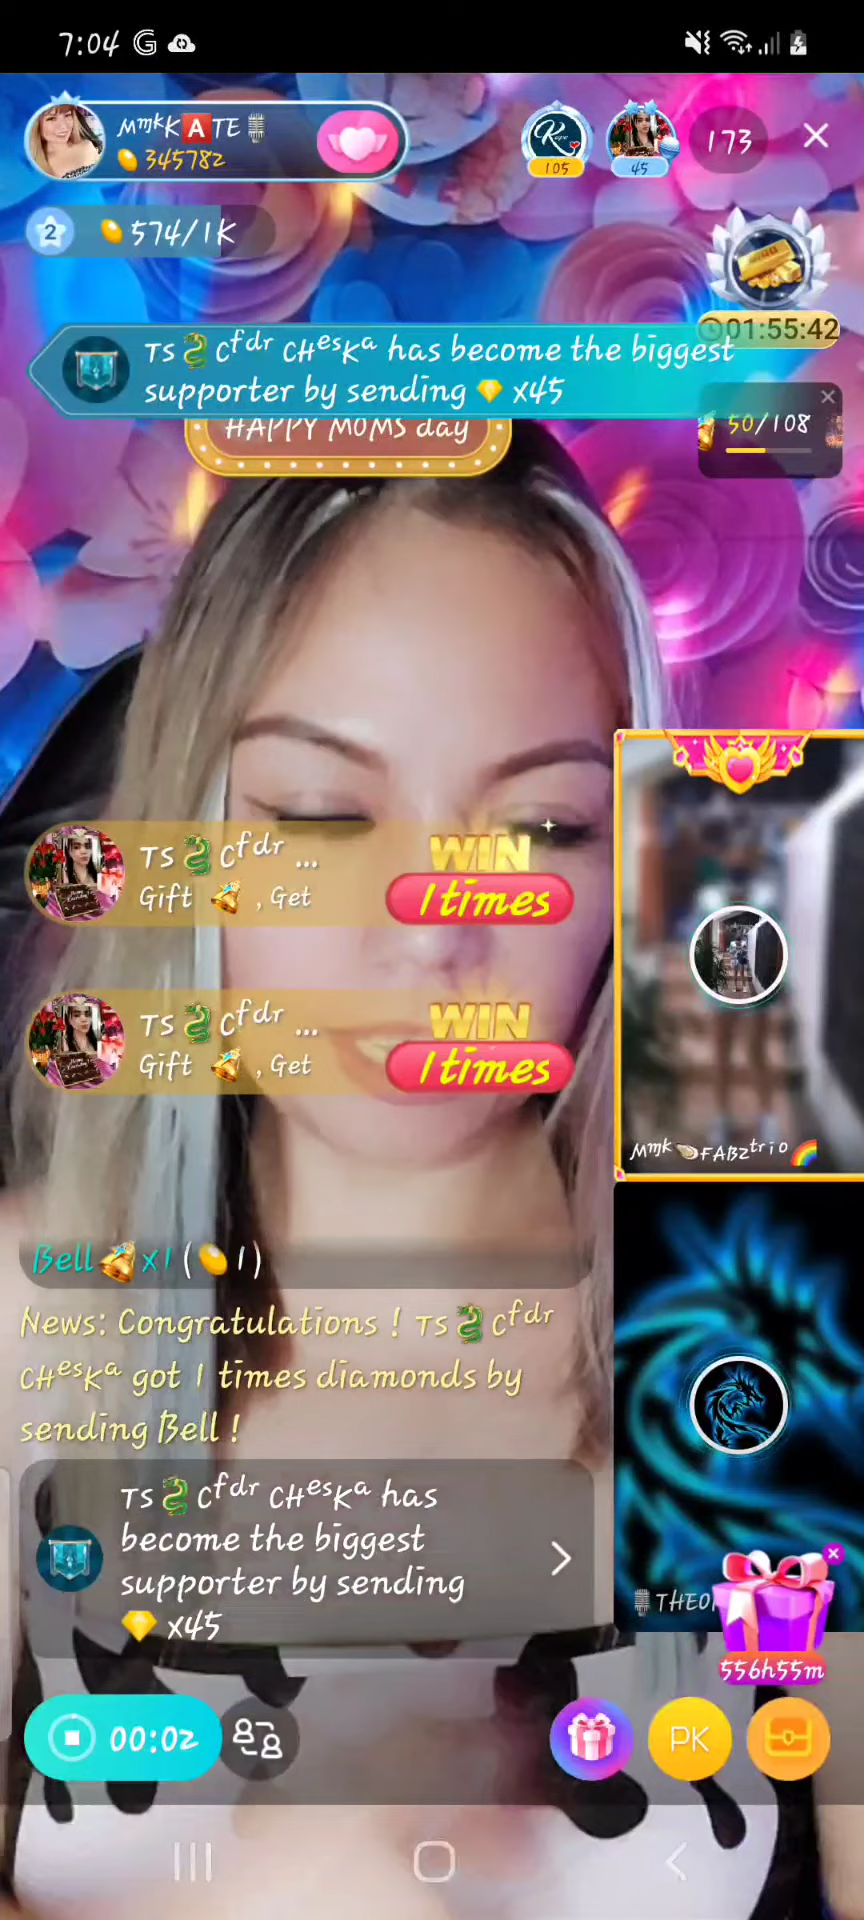 7:04 G
MmkKATE
345782
105
45
173
2
574/1K
01:55:42
TS Cfdr CHesKa has become the biggest
supporter by sending x45
HAPPY MOMS day
50/108
TS Cfdr ...
Gift , Get
WIN
1 times
TS Cfdr ...
Gift , Get
WIN
1 times
Mmk FABZtrio
Bell x1 ( 1)
News: Congratulations ! TS Cfdr
CHesKa got 1 times diamonds by
sending Bell !
TS Cfdr CHesKa has
become the biggest
supporter by sending
x45
556h55m
00:02
PK